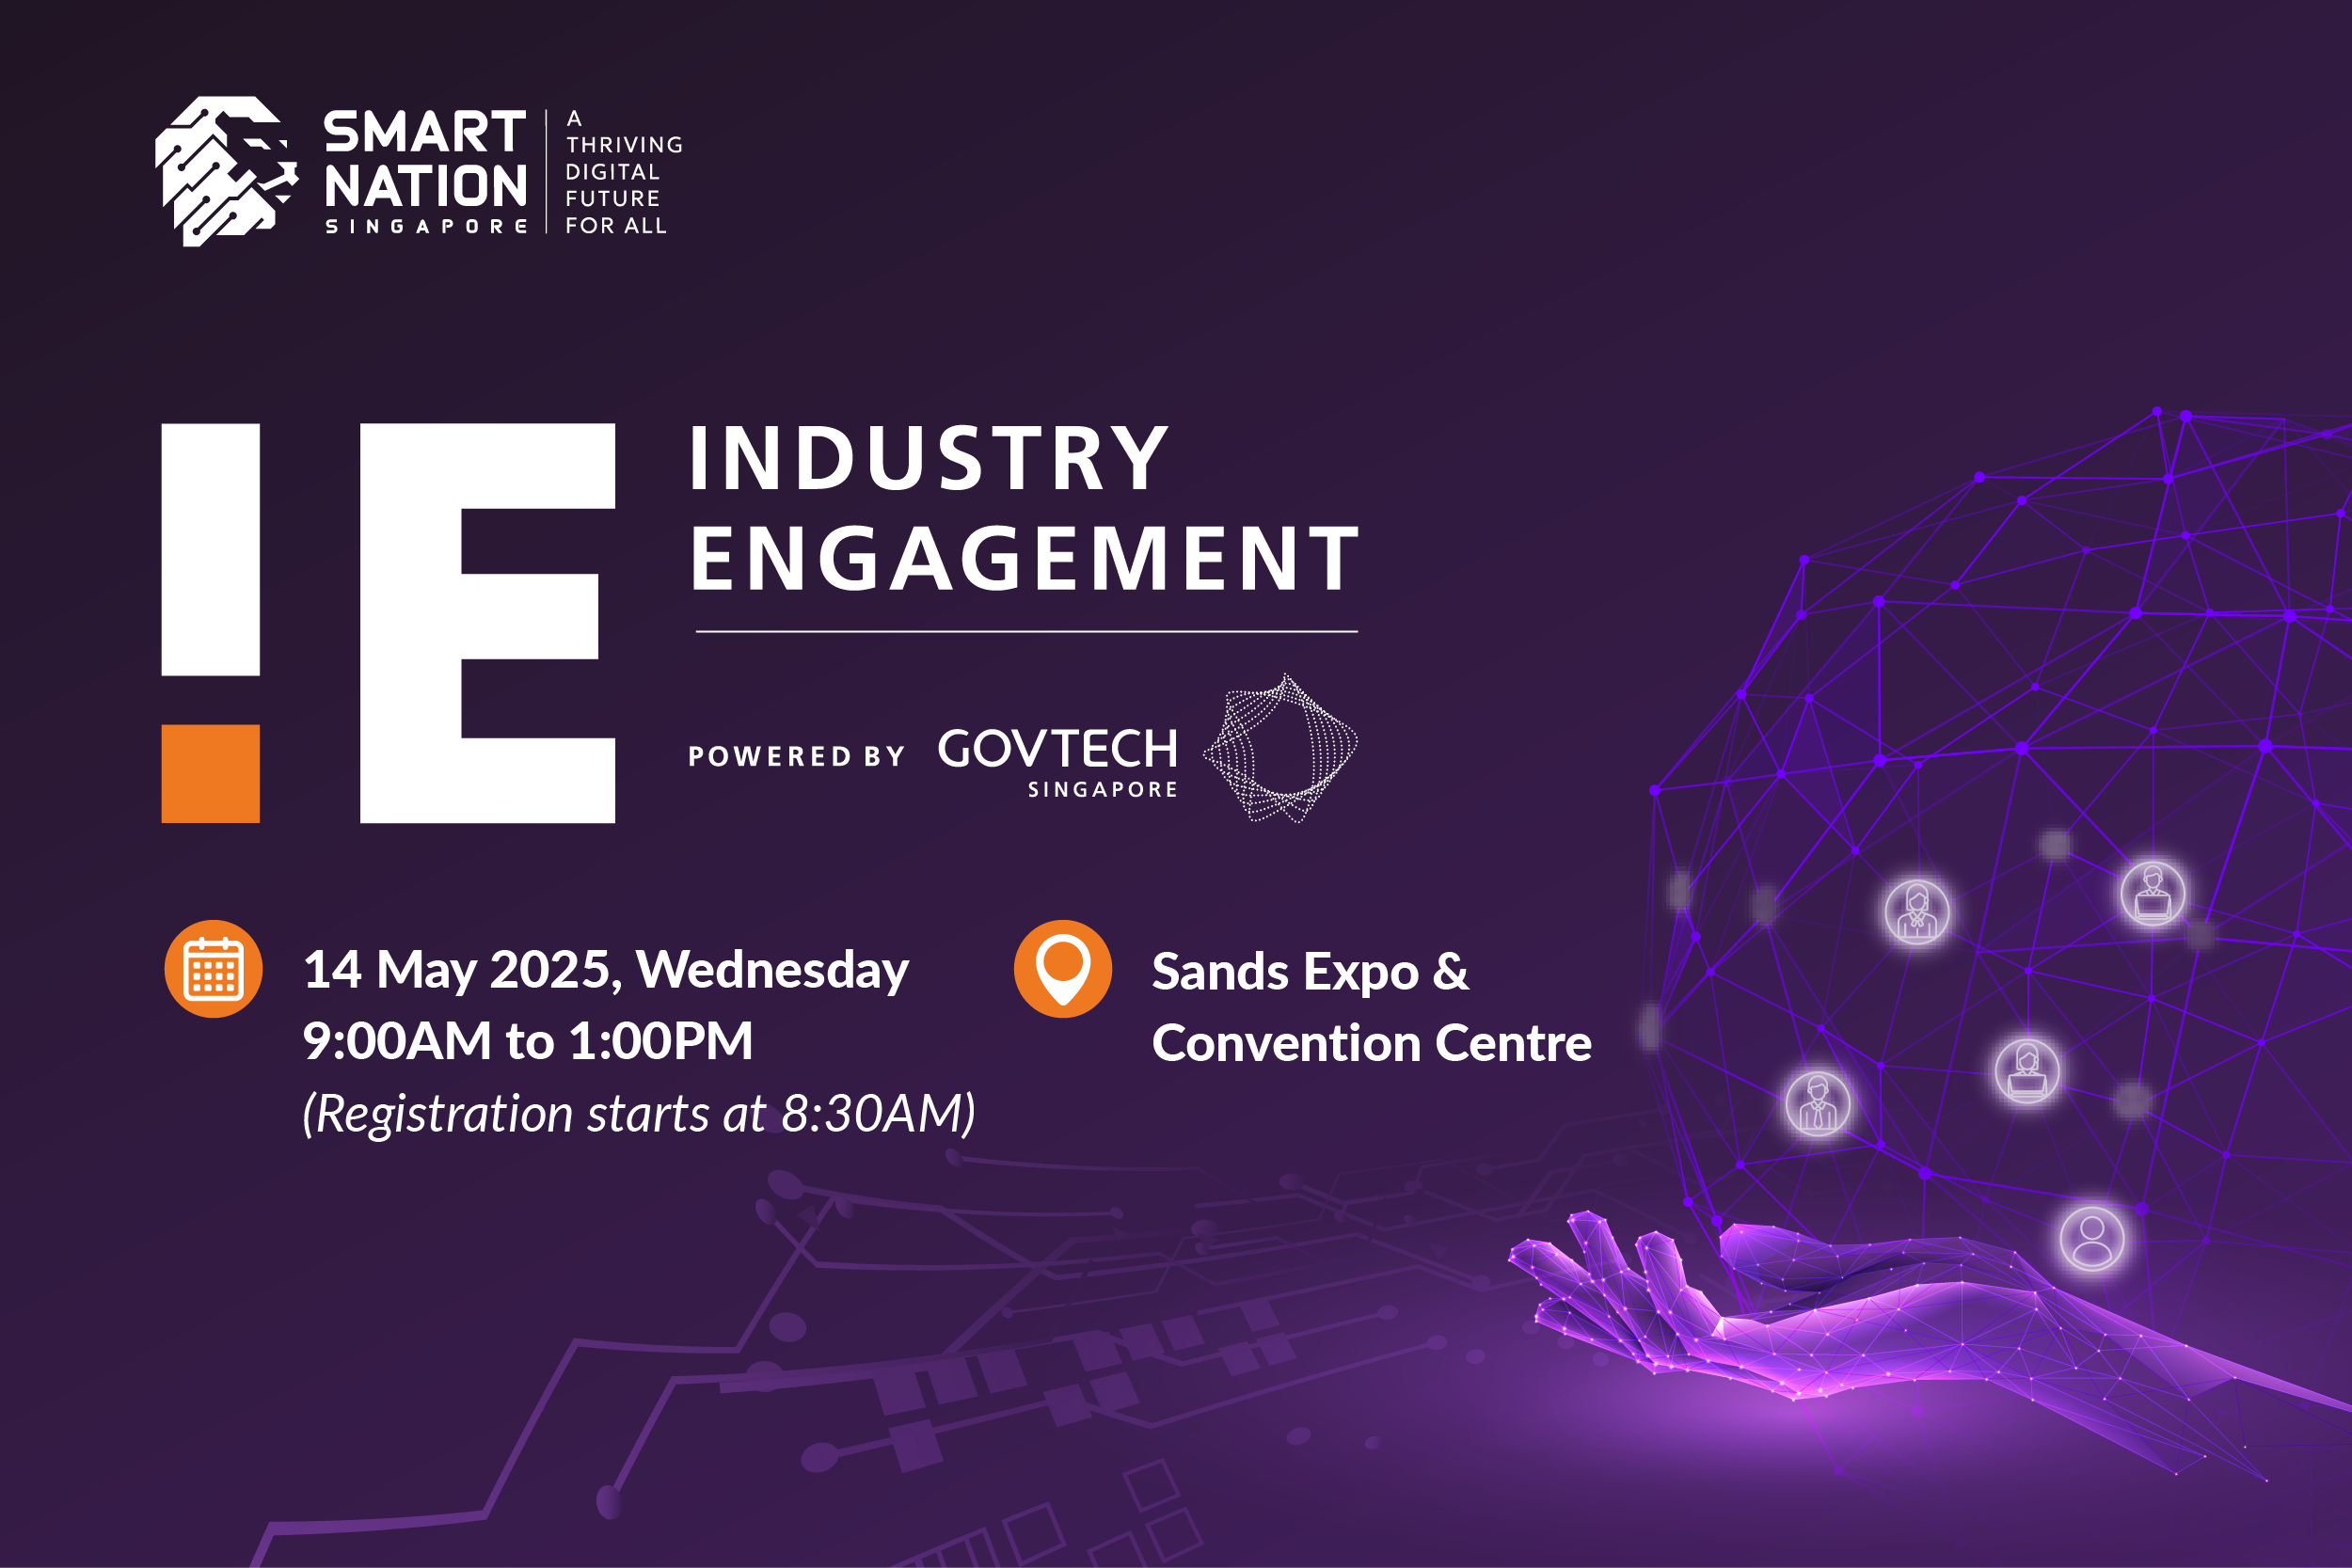 SMART
NATION
SINGAPORE
A
THRIVING
DIGITAL
FUTURE
FOR ALL
IE
INDUSTRY
ENGAGEMENT
POWERED BY
GOVTECH
SINGAPORE
14 May 2025, Wednesday
9:00AM to 1:00PM
(Registration starts at 8:30AM)
Sands Expo &
Convention Centre